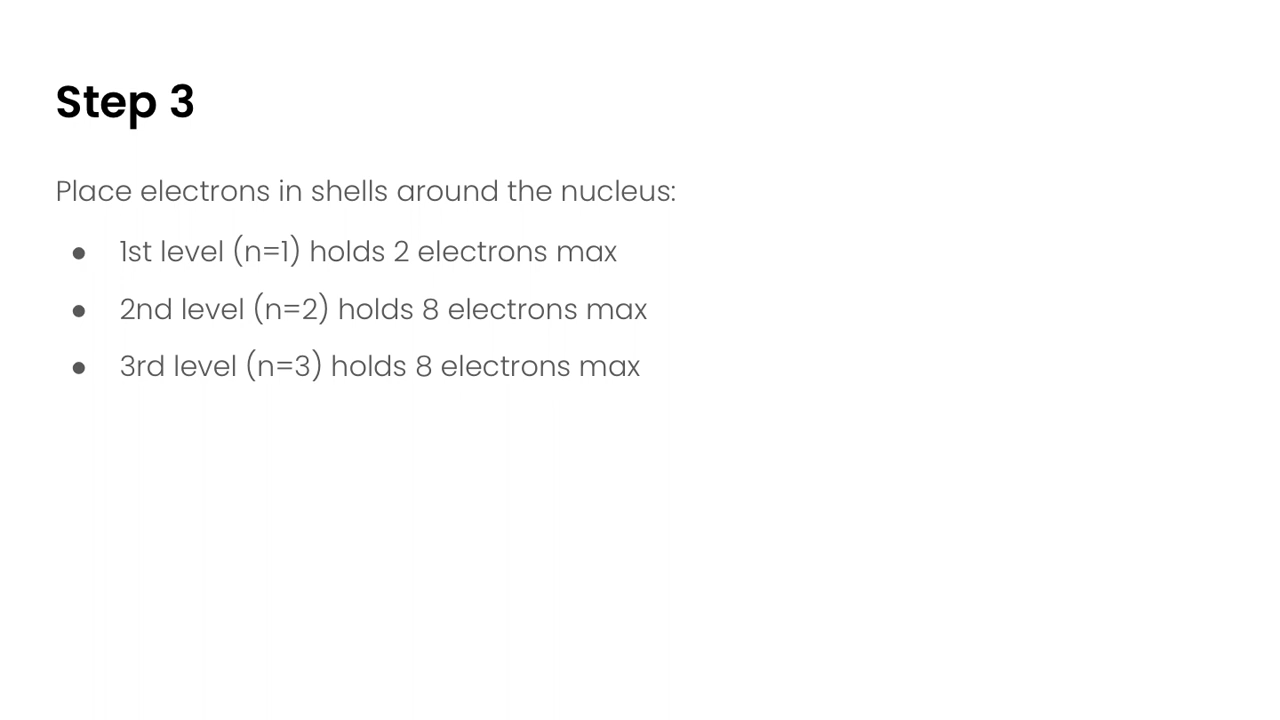 Step 3
Place electrons in shells around the nucleus:
● 1st level (n=1) holds 2 electrons max
● 2nd level (n=2) holds 8 electrons max
● 3rd level (n=3) holds 8 electrons max